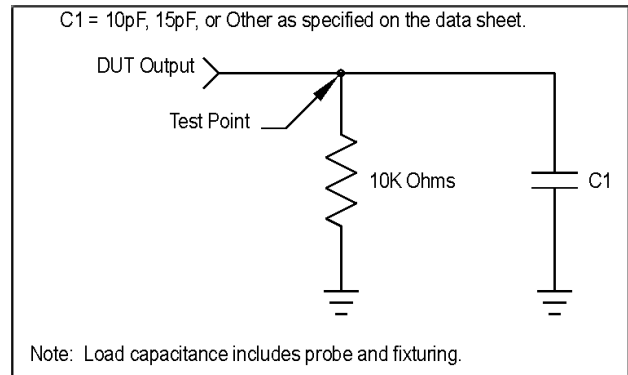 C1 = 10pF, 15pF, or Other as specified on the data sheet.
DUT Output
Test Point
10K Ohms
C1
Note: Load capacitance includes probe and fixturing.